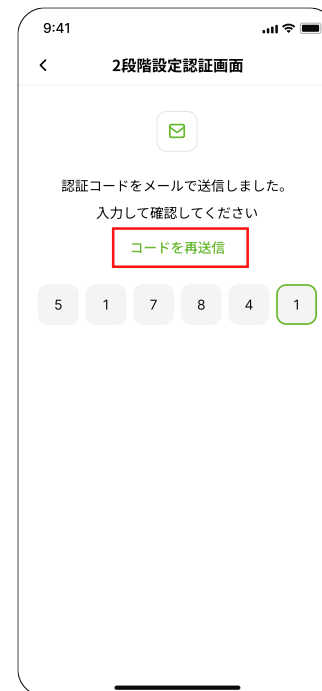 9:41
2段階設定認証画面
認証コードをメールで送信しました。
入力して確認してください
コードを再送信
5 1 7 8 4 1